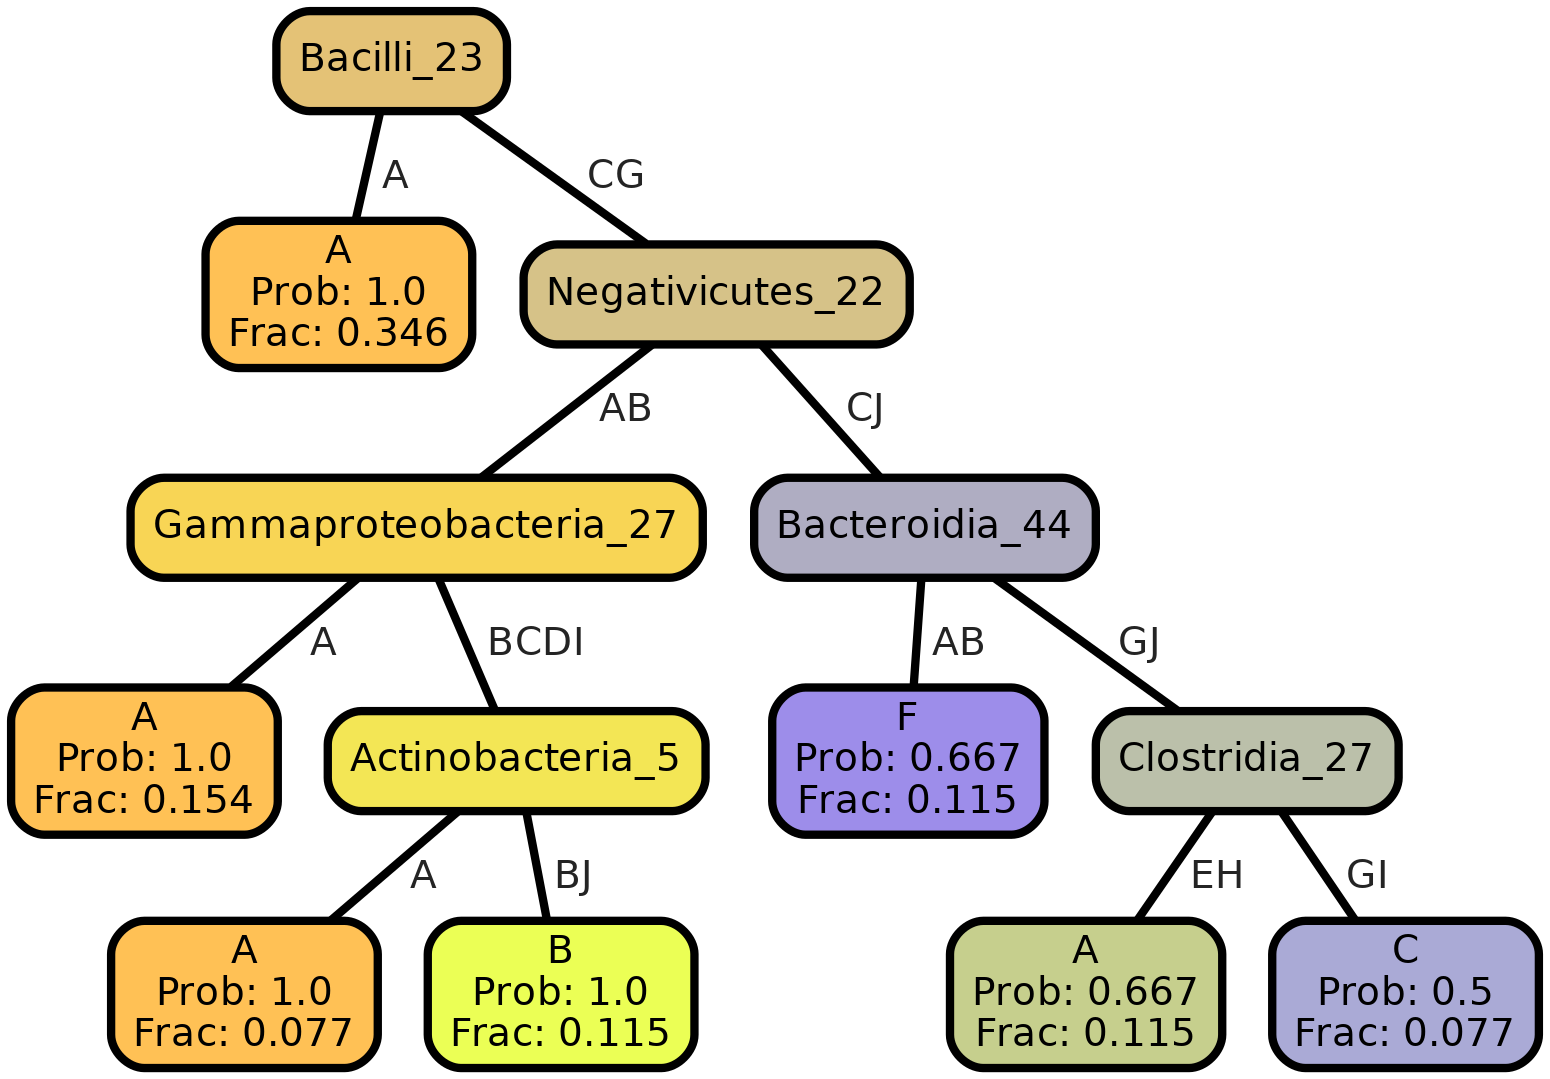 Bacilli_23
A
CG
A
Prob: 1.0
Frac: 0.346
Negativicutes_22
AB
CJ
Gammaproteobacteria_27
Bacteroidia_44
A
BCDI
AB
GJ
A
Prob: 1.0
Frac: 0.154
Actinobacteria_5
F
Prob: 0.667
Frac: 0.115
Clostridia_27
A
BJ
EH
GI
A
Prob: 1.0
Frac: 0.077
B
Prob: 1.0
Frac: 0.115
A
Prob: 0.667
Frac: 0.115
C
Prob: 0.5
Frac: 0.077